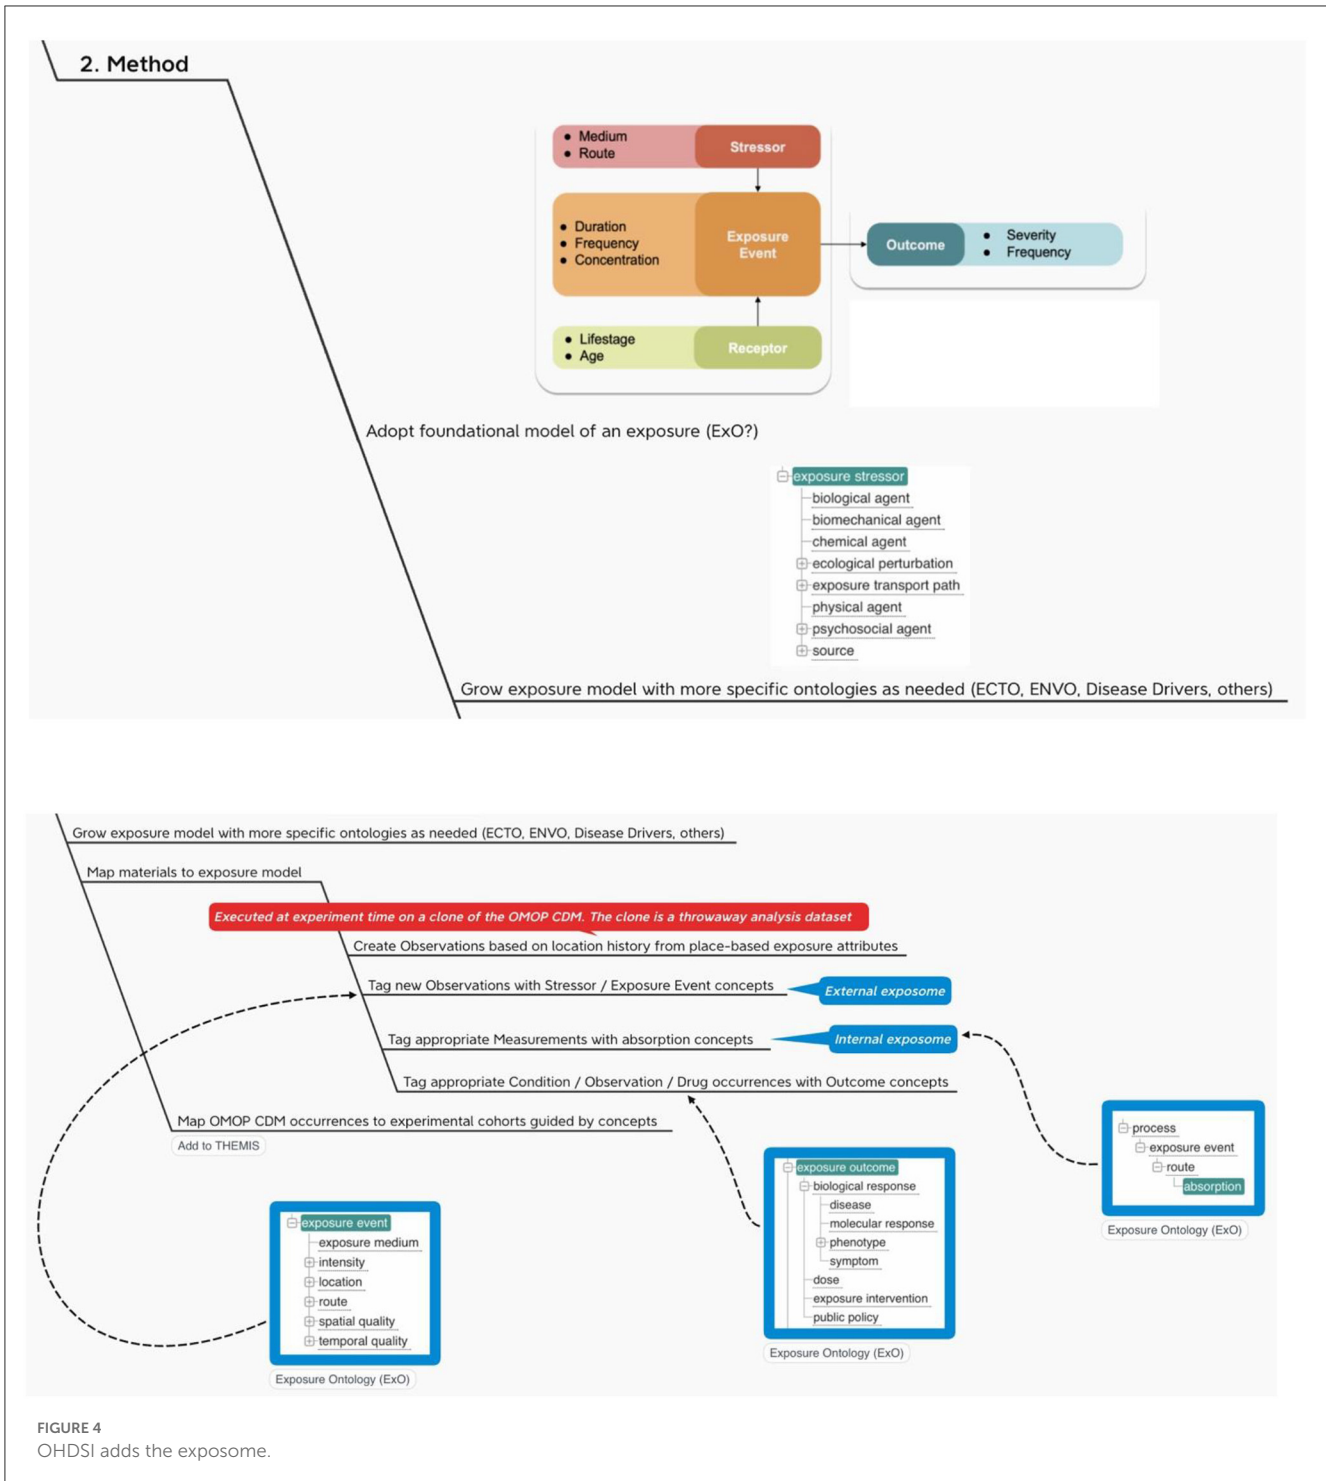 2. Method
• Medium
• Route
Stressor
• Duration
• Frequency
• Concentration
Exposure
Event
Outcome
• Severity
• Frequency
• Lifestage
• Age
Receptor
Adopt foundational model of an exposure (ExO?)
exposure stressor
biological agent
biomechanical agent
chemical agent
ecological perturbation
exposure transport path
physical agent
psychosocial agent
source
Grow exposure model with more specific ontologies as needed (ECTO, ENVO, Disease Drivers, others)
Grow exposure model with more specific ontologies as needed (ECTO, ENVO, Disease Drivers, others)
Map materials to exposure model
Executed at experiment time on a clone of the OMOP CDM. The clone is a throwaway analysis dataset
Create Observations based on location history from place-based exposure attributes
Tag new Observations with Stressor / Exposure Event concepts
External exposome
Tag appropriate Measurements with absorption concepts
Internal exposome
Tag appropriate Condition / Observation / Drug occurrences with Outcome concepts
Map OMOP CDM occurrences to experimental cohorts guided by concepts
Add to THEMIS
process
exposure event
route
absorption
Exposure Ontology (ExO)
exposure outcome
biological response
disease
molecular response
phenotype
symptom
dose
exposure intervention
public policy
Exposure Ontology (ExO)
exposure event
exposure medium
intensity
location
route
spatial quality
temporal quality
Exposure Ontology (ExO)
FIGURE 4
OHDSI adds the exposome.